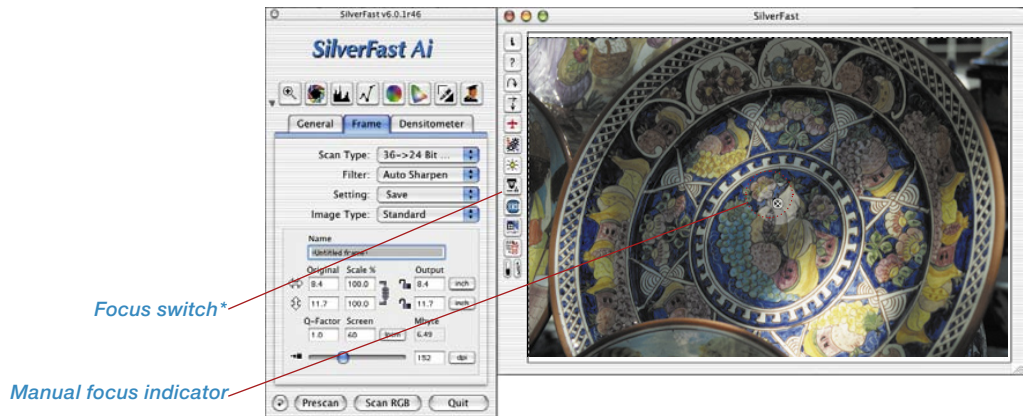 SilverFast v6.0.1r46
SilverFast
SilverFast Ai
General Frame Densitometer
Scan Type: 36->24 Bit ...
Filter: Auto Sharpen
Setting: Save
Image Type: Standard
Name
<Untitled frame>
Original Scale % Output
8.4 100.0 8.4 inch
11.7 100.0 11.7 inch
Q-Factor Screen Mbyte
1.0 60 6.49
152 dpi
Prescan Scan RGB Quit
Focus switch*
Manual focus indicator